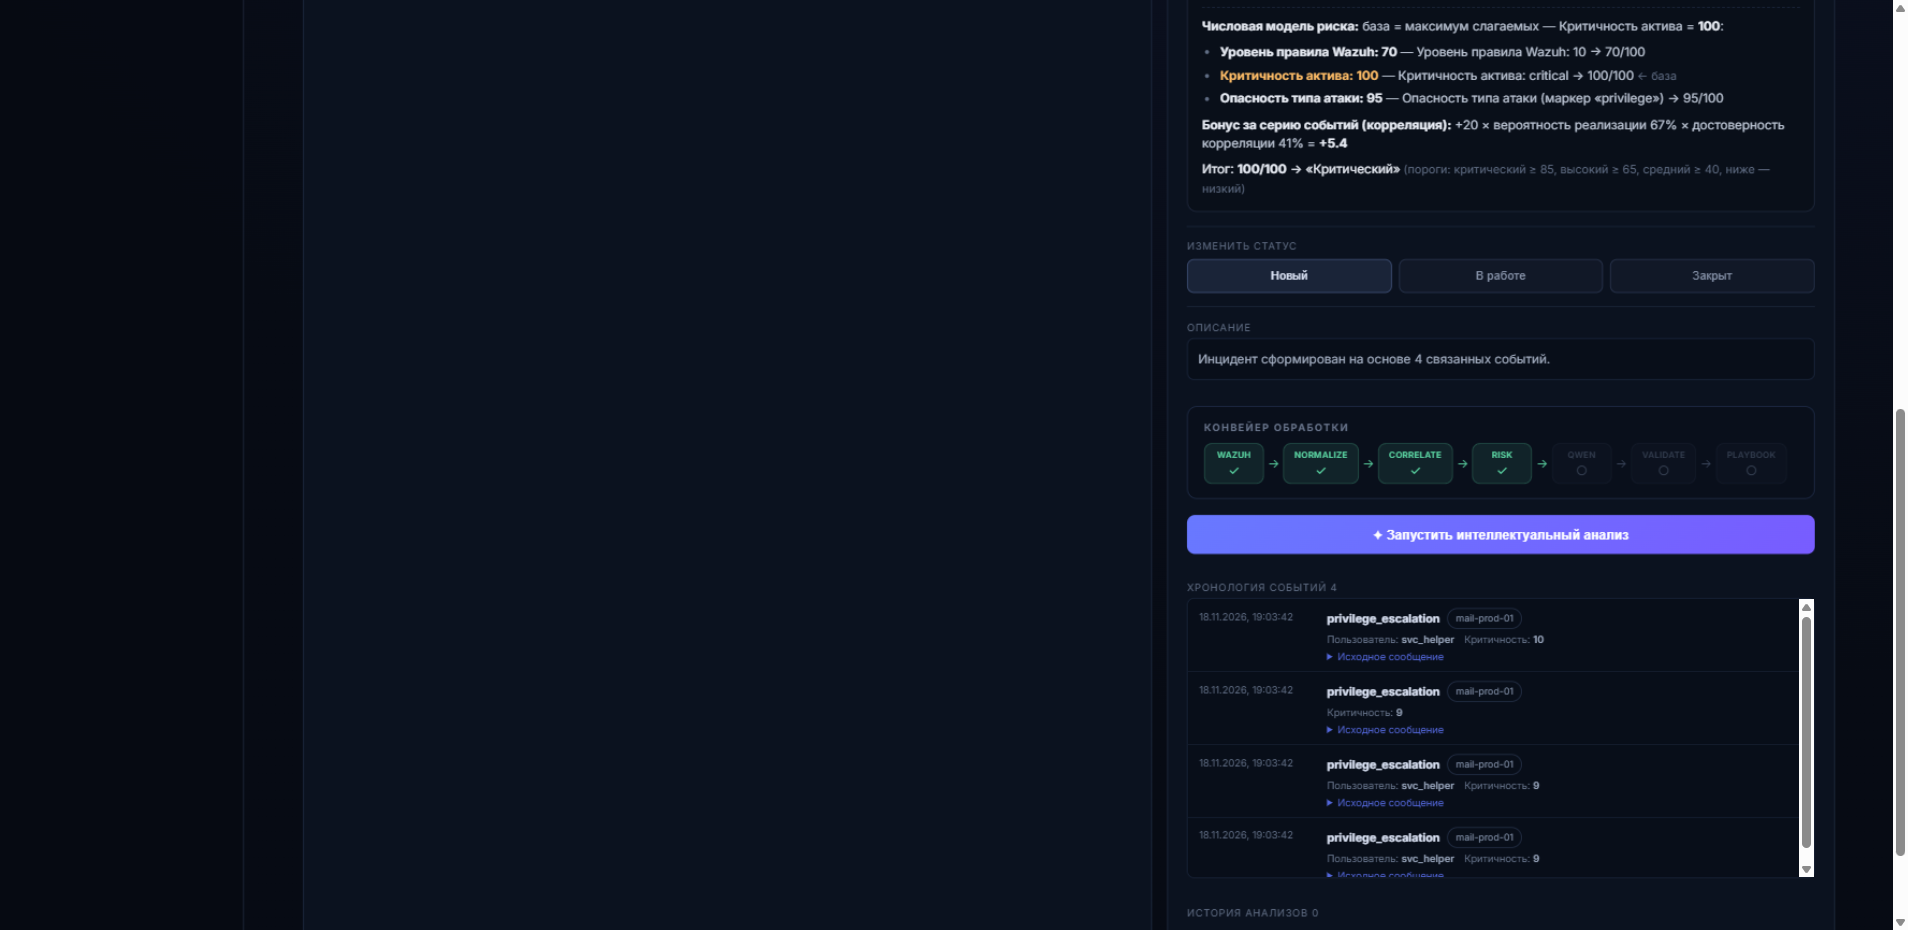 Числовая модель риска: база = максимум слагаемых — Критичность актива = 100:
• Уровень правила Wazuh: 70 — Уровень правила Wazuh: 10 → 70/100
• Критичность актива: 100 — Критичность актива: critical → 100/100 ← база
• Опасность типа атаки: 95 — Опасность типа атаки (маркер «privilege») → 95/100
Бонус за серию событий (корреляция): +20 × вероятность реализации 67% × достоверность
корреляции 41% = +5.4
Итог: 100/100 → «Критический» (пороги: критический ≥ 85, высокий ≥ 65, средний ≥ 40, ниже —
низкий)
ИЗМЕНИТЬ СТАТУС
Новый В работе Закрыт
ОПИСАНИЕ
Инцидент сформирован на основе 4 связанных событий.
КОНВЕЙЕР ОБРАБОТКИ
WAZUH → NORMALIZE → CORRELATE → RISK → QWEN → VALIDATE → PLAYBOOK
✓ ✓ ✓ ✓ ○ ○ ○
✦ Запустить интеллектуальный анализ
ХРОНОЛОГИЯ СОБЫТИЙ 4
18.11.2026, 19:03:42 privilege_escalation mail-prod-01
Пользователь: svc_helper Критичность: 10
▶ Исходное сообщение
18.11.2026, 19:03:42 privilege_escalation mail-prod-01
Критичность: 9
▶ Исходное сообщение
18.11.2026, 19:03:42 privilege_escalation mail-prod-01
Пользователь: svc_helper Критичность: 9
▶ Исходное сообщение
18.11.2026, 19:03:42 privilege_escalation mail-prod-01
Пользователь: svc_helper Критичность: 9
▶ Исходное сообщение
ИСТОРИЯ АНАЛИЗОВ 0